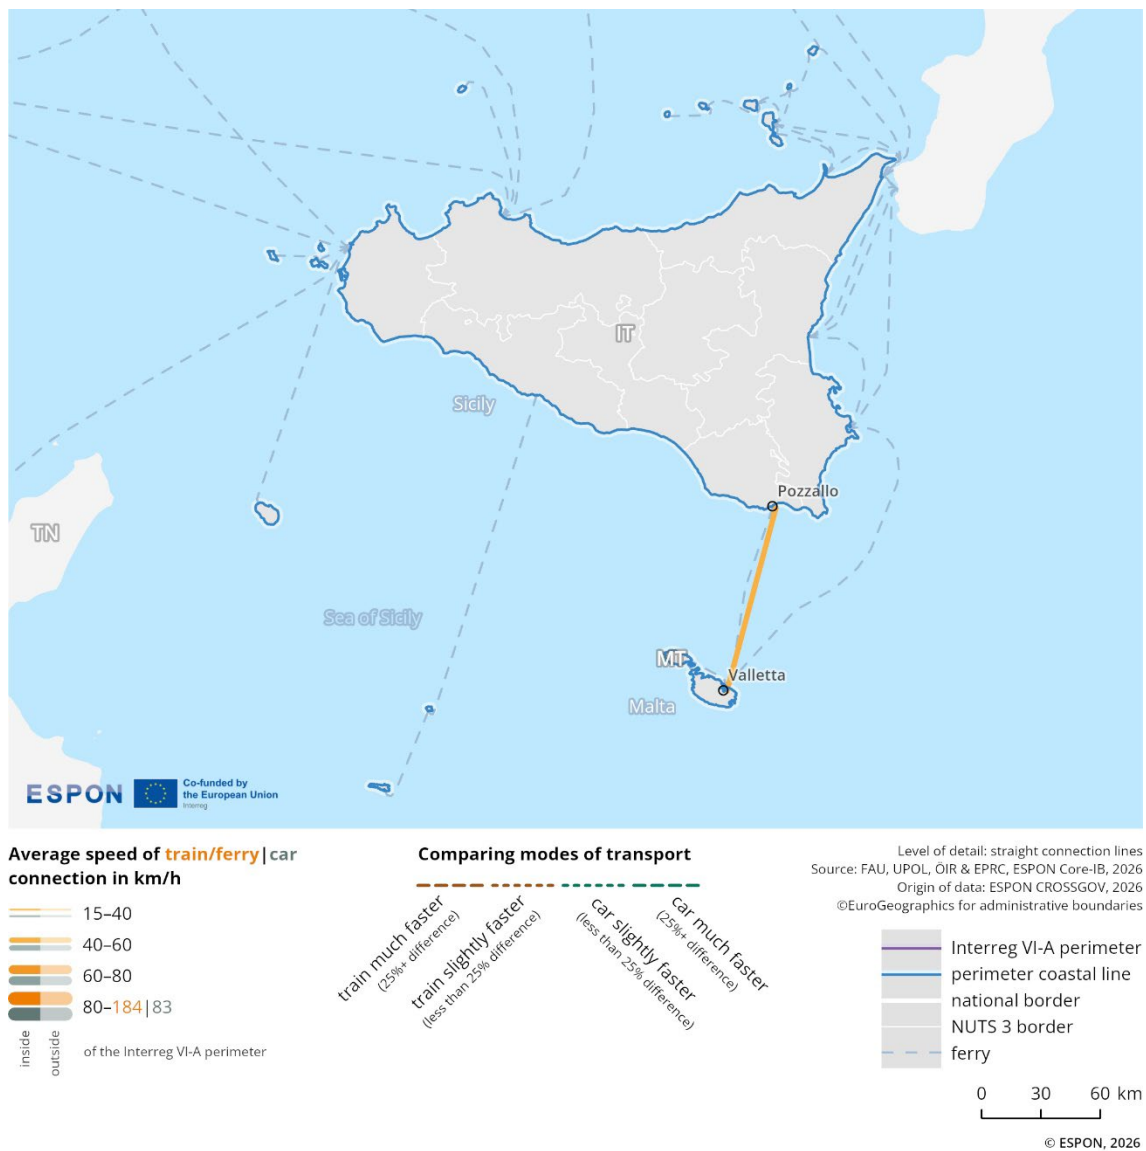 IT
Sicily
Pozzallo
TN
Sea of Sicily
MT
Valletta
Malta
ESPON
Co-funded by
the European Union
Interreg
Average speed of train/ferry|car
connection in km/h
15–40
40–60
60–80
80–184|83
inside
outside
of the Interreg VI-A perimeter
Comparing modes of transport
train much faster
(25%+ difference)
train slightly faster
(less than 25% difference)
car slightly faster
(less than 25% difference)
car much faster
(25%+ difference)
Level of detail: straight connection lines
Source: FAU, UPOL, ÖIR & EPRC, ESPON Core-IB, 2026
Origin of data: ESPON CROSSGOV, 2026
©EuroGeographics for administrative boundaries
Interreg VI-A perimeter
perimeter coastal line
national border
NUTS 3 border
ferry
0 30 60 km
© ESPON, 2026